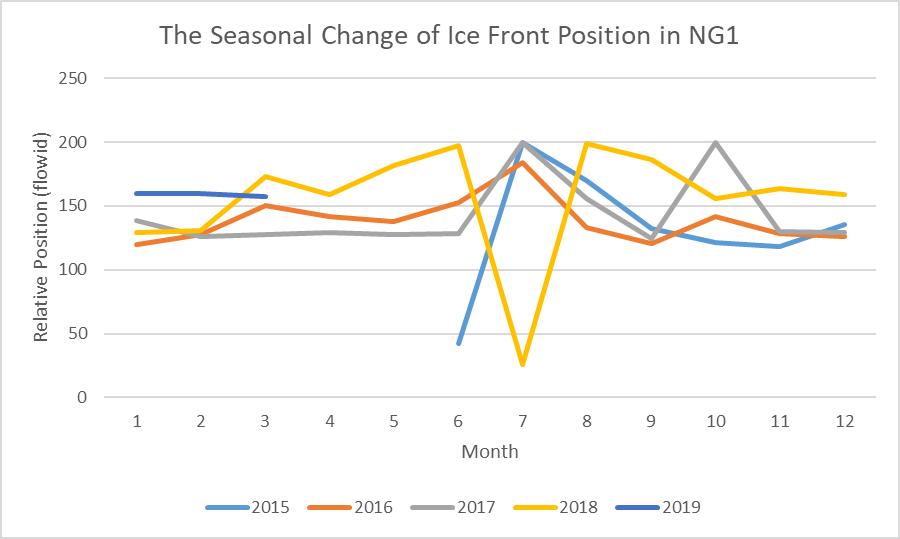 The Seasonal Change of Ice Front Position in NG1
Relative Position (flowid)
250
200
150
100
50
0
1 2 3 4 5 6 7 8 9 10 11 12
Month
2015 2016 2017 2018 2019